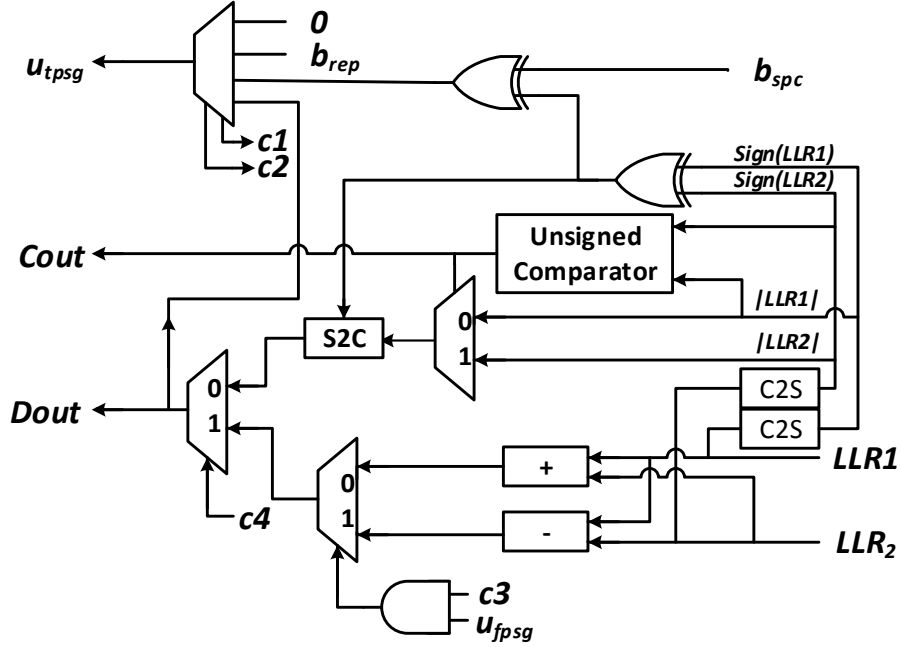 0
u_tpsg
b_rep
b_spc
c1
c2
Sign(LLR1)
Sign(LLR2)
Cout
Unsigned
Comparator
|LLR1|
0
S2C
1
|LLR2|
0
C2S
Dout
1
C2S
+
LLR1
0
c4
1
-
LLR₂
c3
u_fpsg